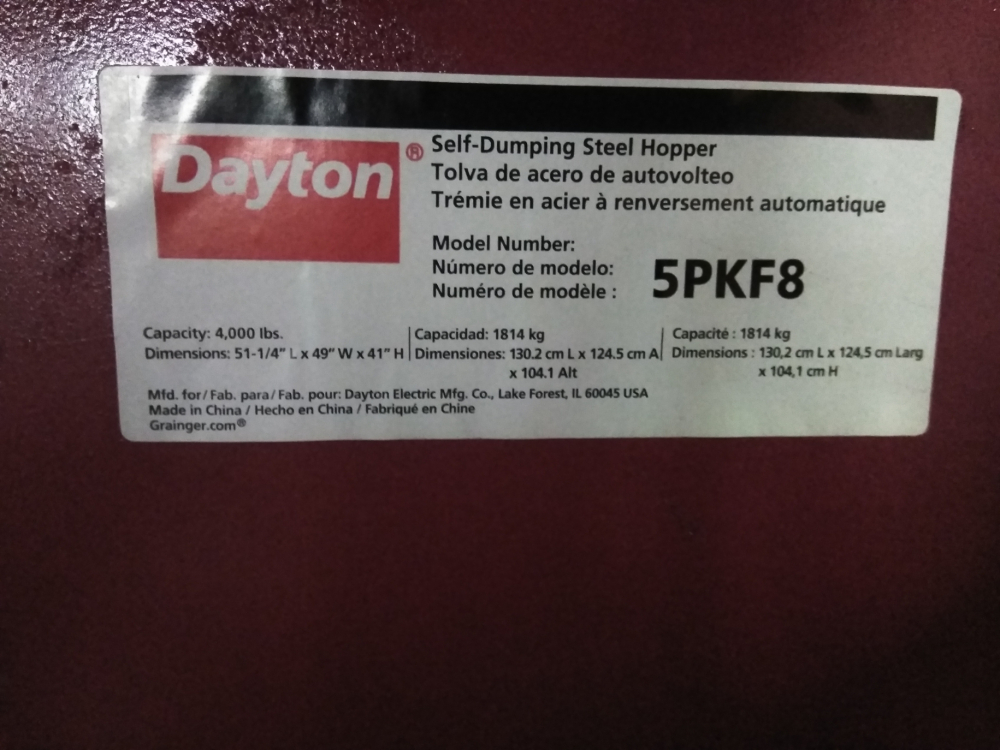 Dayton®
Self-Dumping Steel Hopper
Tolva de acero de autovolteo
Trémie en acier à renversement automatique
Model Number:
Número de modelo:
Numéro de modèle :
5PKF8
Capacity: 4,000 lbs.
Dimensions: 51-1/4" L x 49" W x 41" H
Capacidad: 1814 kg
Dimensiones: 130.2 cm L x 124.5 cm A
x 104.1 Alt
Capacité : 1814 kg
Dimensions : 130,2 cm L x 124,5 cm Larg
x 104,1 cm H
Mfd. for / Fab. para / Fab. pour: Dayton Electric Mfg. Co., Lake Forest, IL 60045 USA
Made in China / Hecho en China / Fabriqué en Chine
Grainger.com®